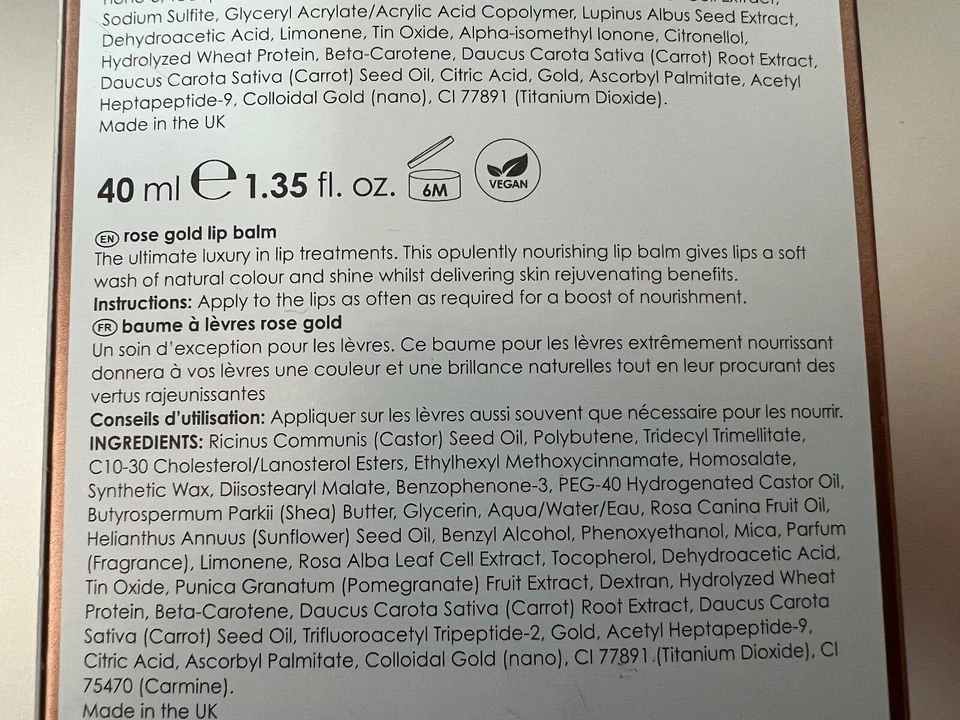 Sodium Sulfite, Glyceryl Acrylate/Acrylic Acid Copolymer, Lupinus Albus Seed Extract,
Dehydroacetic Acid, Limonene, Tin Oxide, Alpha-isomethyl Ionone, Citronellol,
Hydrolyzed Wheat Protein, Beta-Carotene, Daucus Carota Sativa (Carrot) Root Extract,
Daucus Carota Sativa (Carrot) Seed Oil, Citric Acid, Gold, Ascorbyl Palmitate, Acetyl
Heptapeptide-9, Colloidal Gold (nano), CI 77891 (Titanium Dioxide).
Made in the UK
40 ml ℮ 1.35 fl. oz. 6M VEGAN
EN rose gold lip balm
The ultimate luxury in lip treatments. This opulently nourishing lip balm gives lips a soft
wash of natural colour and shine whilst delivering skin rejuvenating benefits.
Instructions: Apply to the lips as often as required for a boost of nourishment.
FR baume à lèvres rose gold
Un soin d'exception pour les lèvres. Ce baume pour les lèvres extrêmement nourrissant
donnera à vos lèvres une couleur et une brillance naturelles tout en leur procurant des
vertus rajeunissantes
Conseils d'utilisation: Appliquer sur les lèvres aussi souvent que nécessaire pour les nourrir.
INGREDIENTS: Ricinus Communis (Castor) Seed Oil, Polybutene, Tridecyl Trimellitate,
C10-30 Cholesterol/Lanosterol Esters, Ethylhexyl Methoxycinnamate, Homosalate,
Synthetic Wax, Diisostearyl Malate, Benzophenone-3, PEG-40 Hydrogenated Castor Oil,
Butyrospermum Parkii (Shea) Butter, Glycerin, Aqua/Water/Eau, Rosa Canina Fruit Oil,
Helianthus Annuus (Sunflower) Seed Oil, Benzyl Alcohol, Phenoxyethanol, Mica, Parfum
(Fragrance), Limonene, Rosa Alba Leaf Cell Extract, Tocopherol, Dehydroacetic Acid,
Tin Oxide, Punica Granatum (Pomegranate) Fruit Extract, Dextran, Hydrolyzed Wheat
Protein, Beta-Carotene, Daucus Carota Sativa (Carrot) Root Extract, Daucus Carota
Sativa (Carrot) Seed Oil, Trifluoroacetyl Tripeptide-2, Gold, Acetyl Heptapeptide-9,
Citric Acid, Ascorbyl Palmitate, Colloidal Gold (nano), CI 77891 (Titanium Dioxide), CI
75470 (Carmine).
Made in the UK